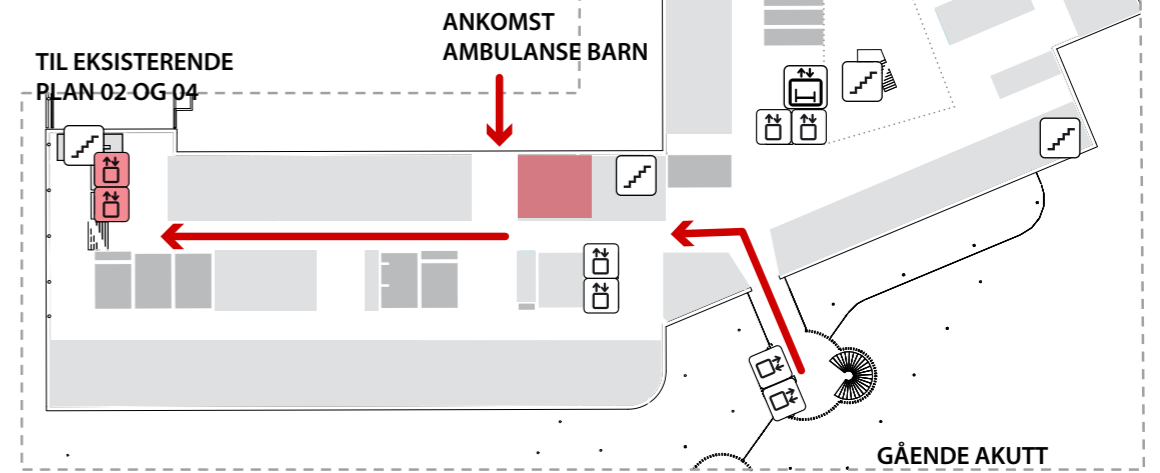 ANKOMST
AMBULANSE BARN
TIL EKSISTERENDE
PLAN 02 OG 04
GÅENDE AKUTT